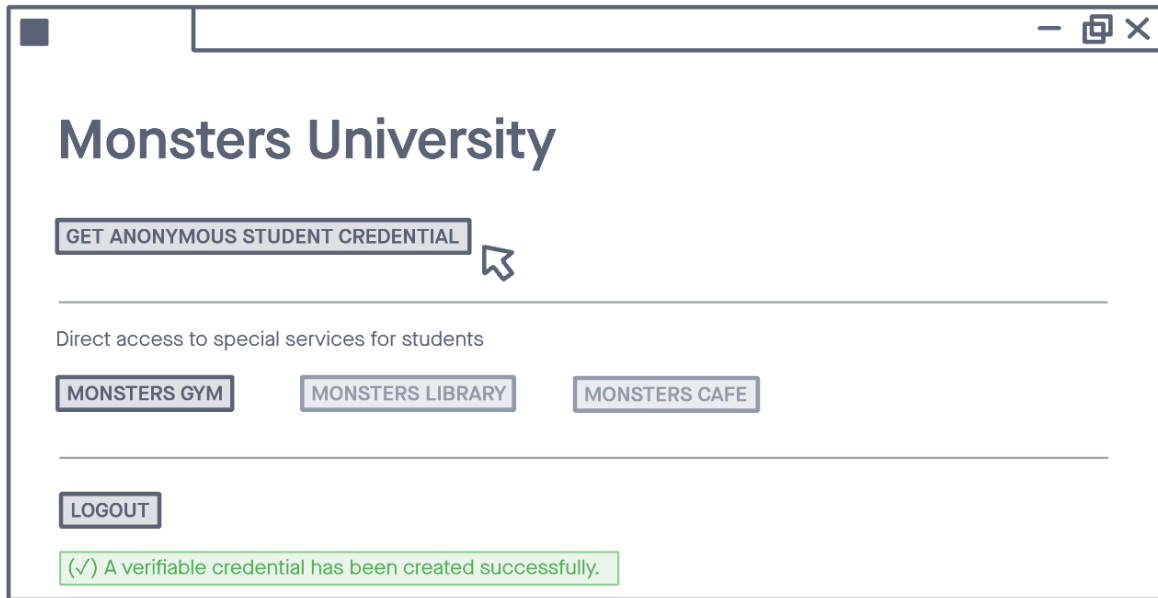 Monsters University
GET ANONYMOUS STUDENT CREDENTIAL
Direct access to special services for students
MONSTERS GYM MONSTERS LIBRARY MONSTERS CAFE
LOGOUT
(✓) A verifiable credential has been created successfully.